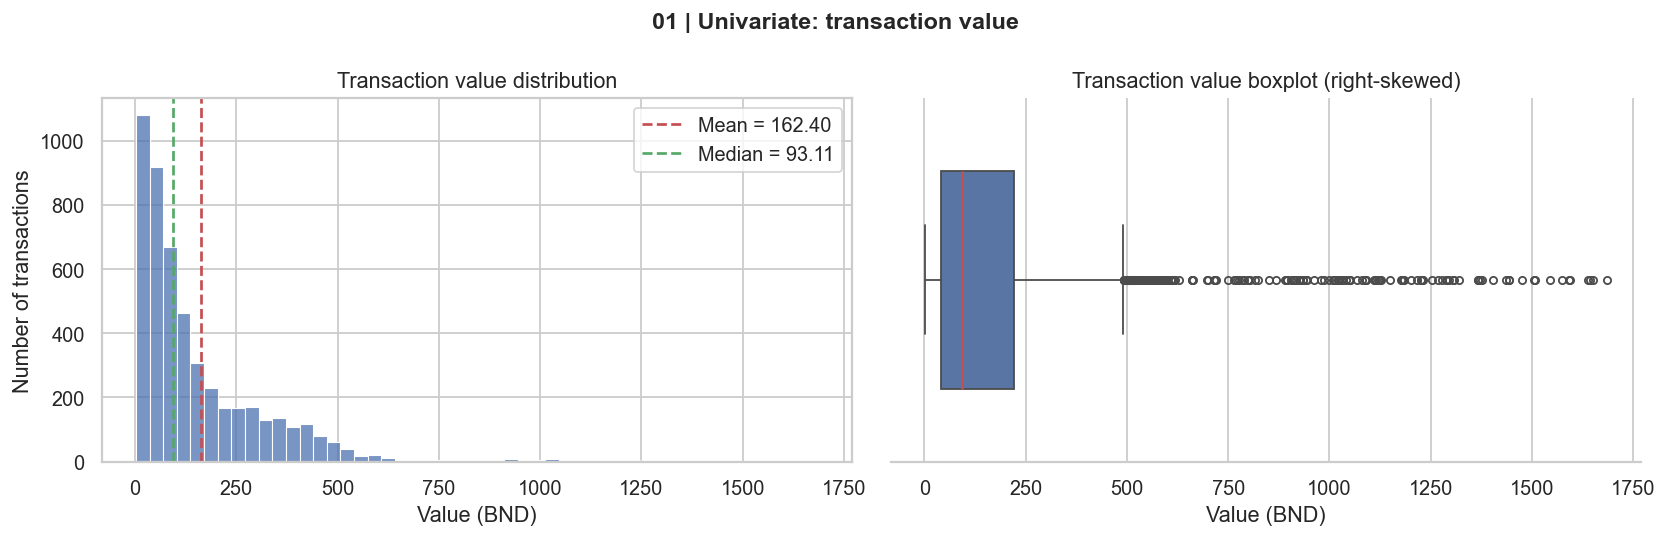 01 | Univariate: transaction value
Transaction value distribution
Number of transactions
1000
800
600
400
200
0
Mean = 162.40
Median = 93.11
0 250 500 750 1000 1250 1500 1750
Value (BND)
Transaction value boxplot (right-skewed)
0 250 500 750 1000 1250 1500 1750
Value (BND)